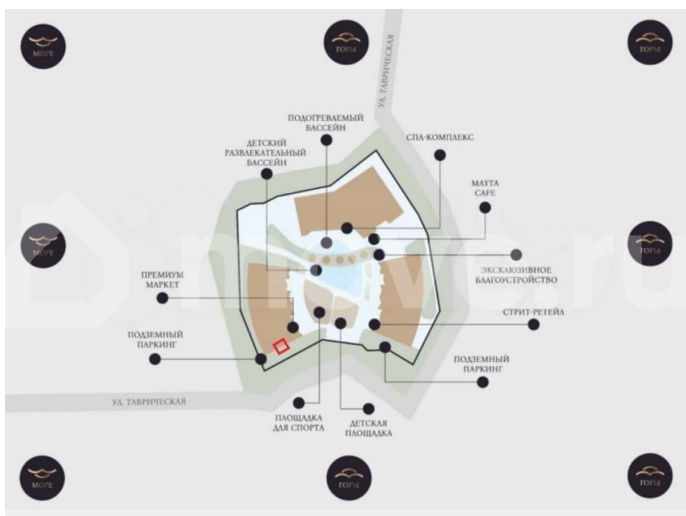 МОРЕ
ГОРЫ
ГОРЫ
УЛ. ТАВРИЧЕСКАЯ
ПОДОГРЕВАЕМЫЙ
БАССЕЙН
СПА-КОМПЛЕКС
ДЕТСКИЙ
РАЗВЛЕКАТЕЛЬНЫЙ
БАССЕЙН
MAYTA
CAFE
МОРЕ
ГОРЫ
ЭКСКЛЮЗИВНОЕ
БЛАГОУСТРОЙСТВО
ПРЕМИУМ
МАРКЕТ
СТРИТ-РЕТЕЙЛ
ПОДЗЕМНЫЙ
ПАРКИНГ
ПОДЗЕМНЫЙ
ПАРКИНГ
УЛ. ТАВРИЧЕСКАЯ
ПЛОЩАДКА
ДЛЯ СПОРТА
ДЕТСКАЯ
ПЛОЩАДКА
МОРЕ
ГОРЫ
ГОРЫ